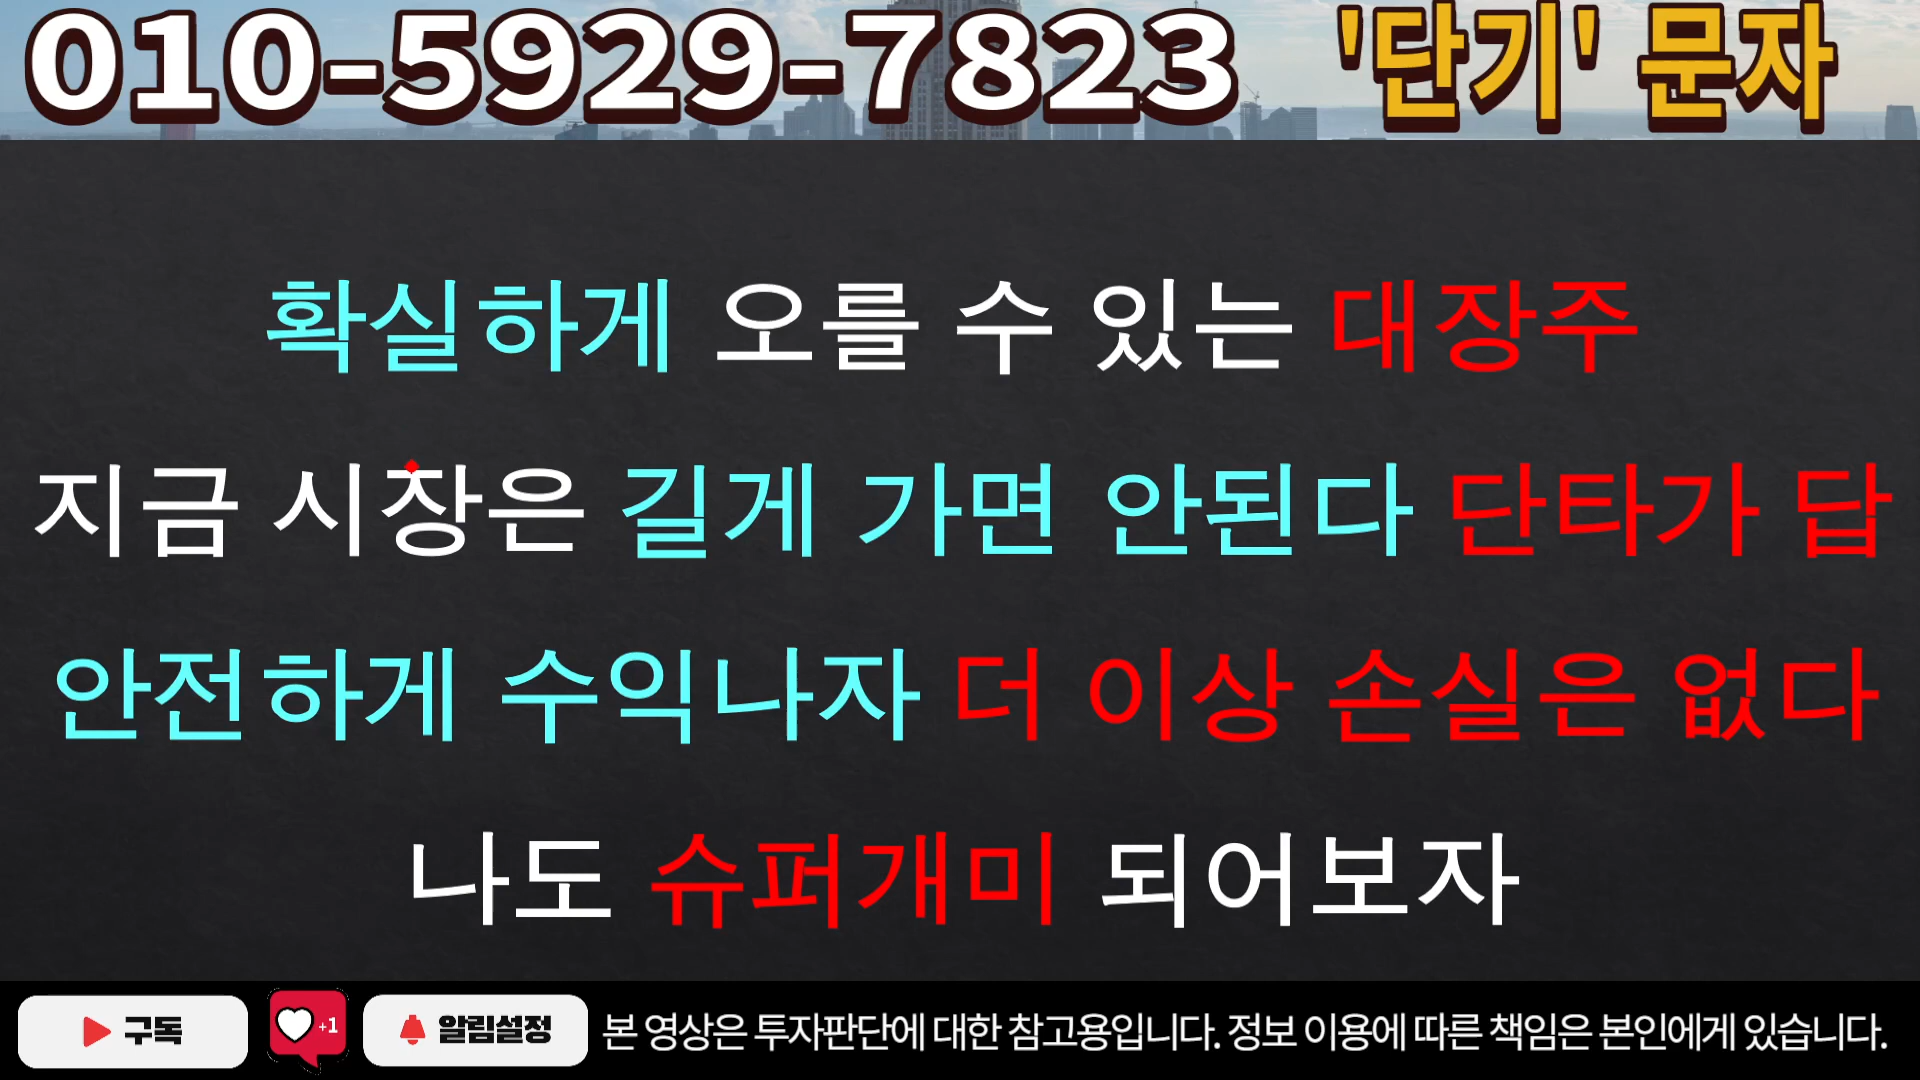 010-5929-7823 '단기' 문자
확실하게 오를 수 있는 대장주
지금 시장은 길게 가면 안된다 단타가 답
안전하게 수익나자 더 이상 손실은 없다
나도 슈퍼개미 되어보자
구독 +1 알림설정 본 영상은 투자판단에 대한 참고용입니다. 정보 이용에 따른 책임은 본인에게 있습니다.